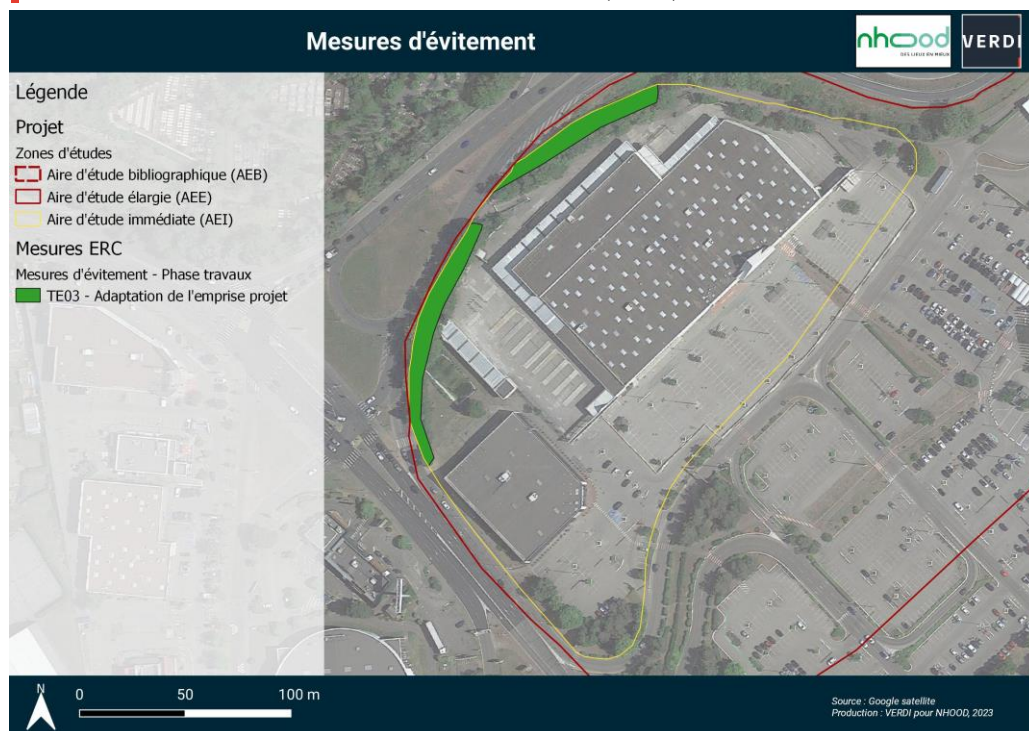 Mesures d'évitement
nhood
DES LIEUX EN MIEUX
VERDI
Légende
Projet
Zones d'études
Aire d'étude bibliographique (AEB)
Aire d'étude élargie (AEE)
Aire d'étude immédiate (AEI)
Mesures ERC
Mesures d'évitement - Phase travaux
TE03 - Adaptation de l'emprise projet
N
0 50 100 m
Source : Google satellite
Production : VERDI pour NHOOD, 2023